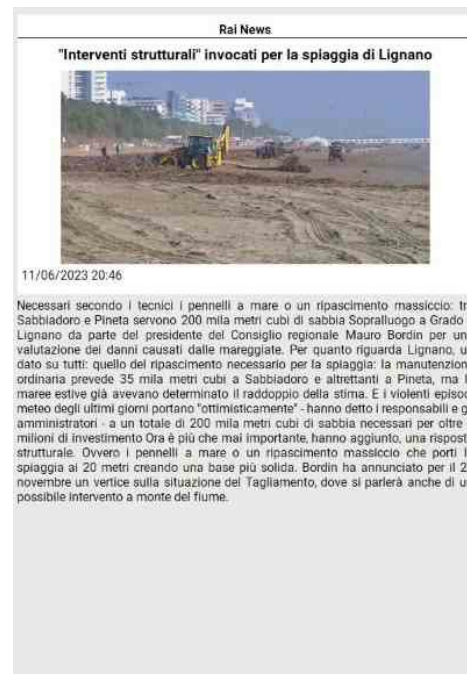 Rai News
"Interventi strutturali" invocati per la spiaggia di Lignano
11/06/2023 20:46
Necessari secondo i tecnici i pennelli a mare o un ripascimento massiccio: tr
Sabbiadoro e Pineta servono 200 mila metri cubi di sabbia Sopralluogo a Grado
Lignano da parte del presidente del Consiglio regionale Mauro Bordin per un
valutazione dei danni causati dalle mareggiate. Per quanto riguarda Lignano, u
dato su tutti: quello del ripascimento necessario per la spiaggia: la manutenzion
ordinaria prevede 35 mila metri cubi a Sabbiadoro e altrettanti a Pineta, ma l
maree estive già avevano determinato il raddoppio della stima. E i violenti episod
meteo degli ultimi giorni portano "ottimisticamente" - hanno detto i responsabili e g
amministratori - a un totale di 200 mila metri cubi di sabbia necessari per oltre
milioni di investimento Ora è più che mai importante, hanno aggiunto, una rispost
strutturale. Ovvero i pennelli a mare o un ripascimento massiccio che porti l
spiaggia ai 20 metri creando una base più solida. Bordin ha annunciato per il 2
novembre un vertice sulla situazione del Tagliamento, dove si parlerà anche di u
possibile intervento a monte del fiume.